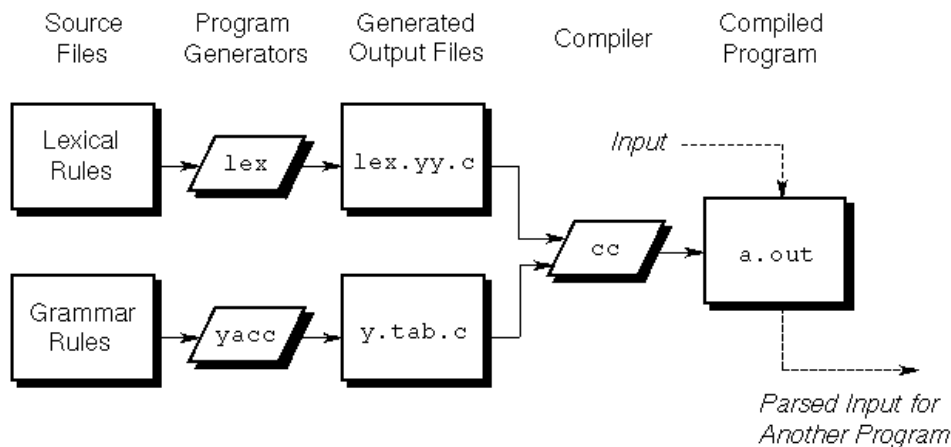 Source
Files
Program
Generators
Generated
Output Files
Compiler
Compiled
Program
Lexical
Rules
lex
lex.yy.c
Input
cc
a.out
Grammar
Rules
yacc
y.tab.c
Parsed Input for
Another Program